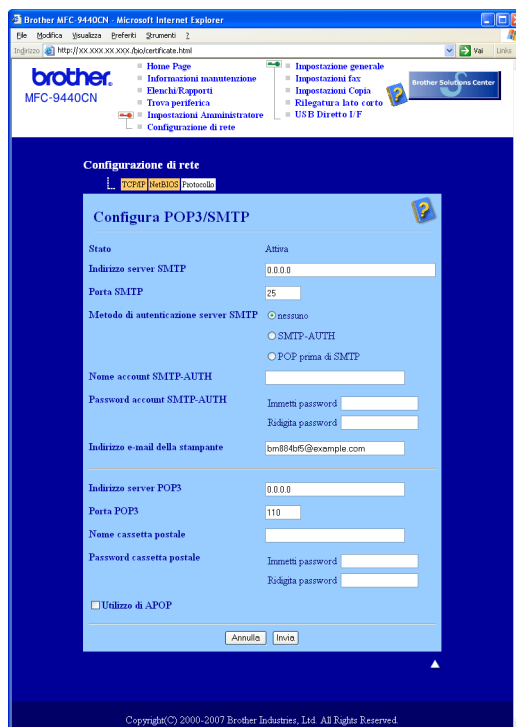 Brother MFC-9440CN - Microsoft Internet Explorer
File Modifica Visualizza Preferiti Strumenti ?
Indirizzo http://XX.XXX.XX.XXX./bio/certificate.html Vai Links
brother.
MFC-9440CN
Home Page
Informazioni manutenzione
Elenchi/Rapporti
Trova periferica
Impostazioni Amministratore
Configurazione di rete
Impostazione generale
Impostazioni fax
Impostazioni Copia
Rilegatura lato corto
USB Diretto I/F
Brother Solutions Center
Configurazione di rete
TCP/IP NetBIOS Protocollo
Configura POP3/SMTP
Stato Attiva
Indirizzo server SMTP 0.0.0.0
Porta SMTP 25
Metodo di autenticazione server SMTP nessuno
SMTP-AUTH
POP prima di SMTP
Nome account SMTP-AUTH
Password account SMTP-AUTH Immetti password
Ridigita password
Indirizzo e-mail della stampante brn884bf5@example.com
Indirizzo server POP3 0.0.0.0
Porta POP3 110
Nome cassetta postale
Password cassetta postale Immetti password
Ridigita password
Utilizzo di APOP
Annulla Invia
Copyright(C) 2000-2007 Brother Industries, Ltd. All Rights Reserved.